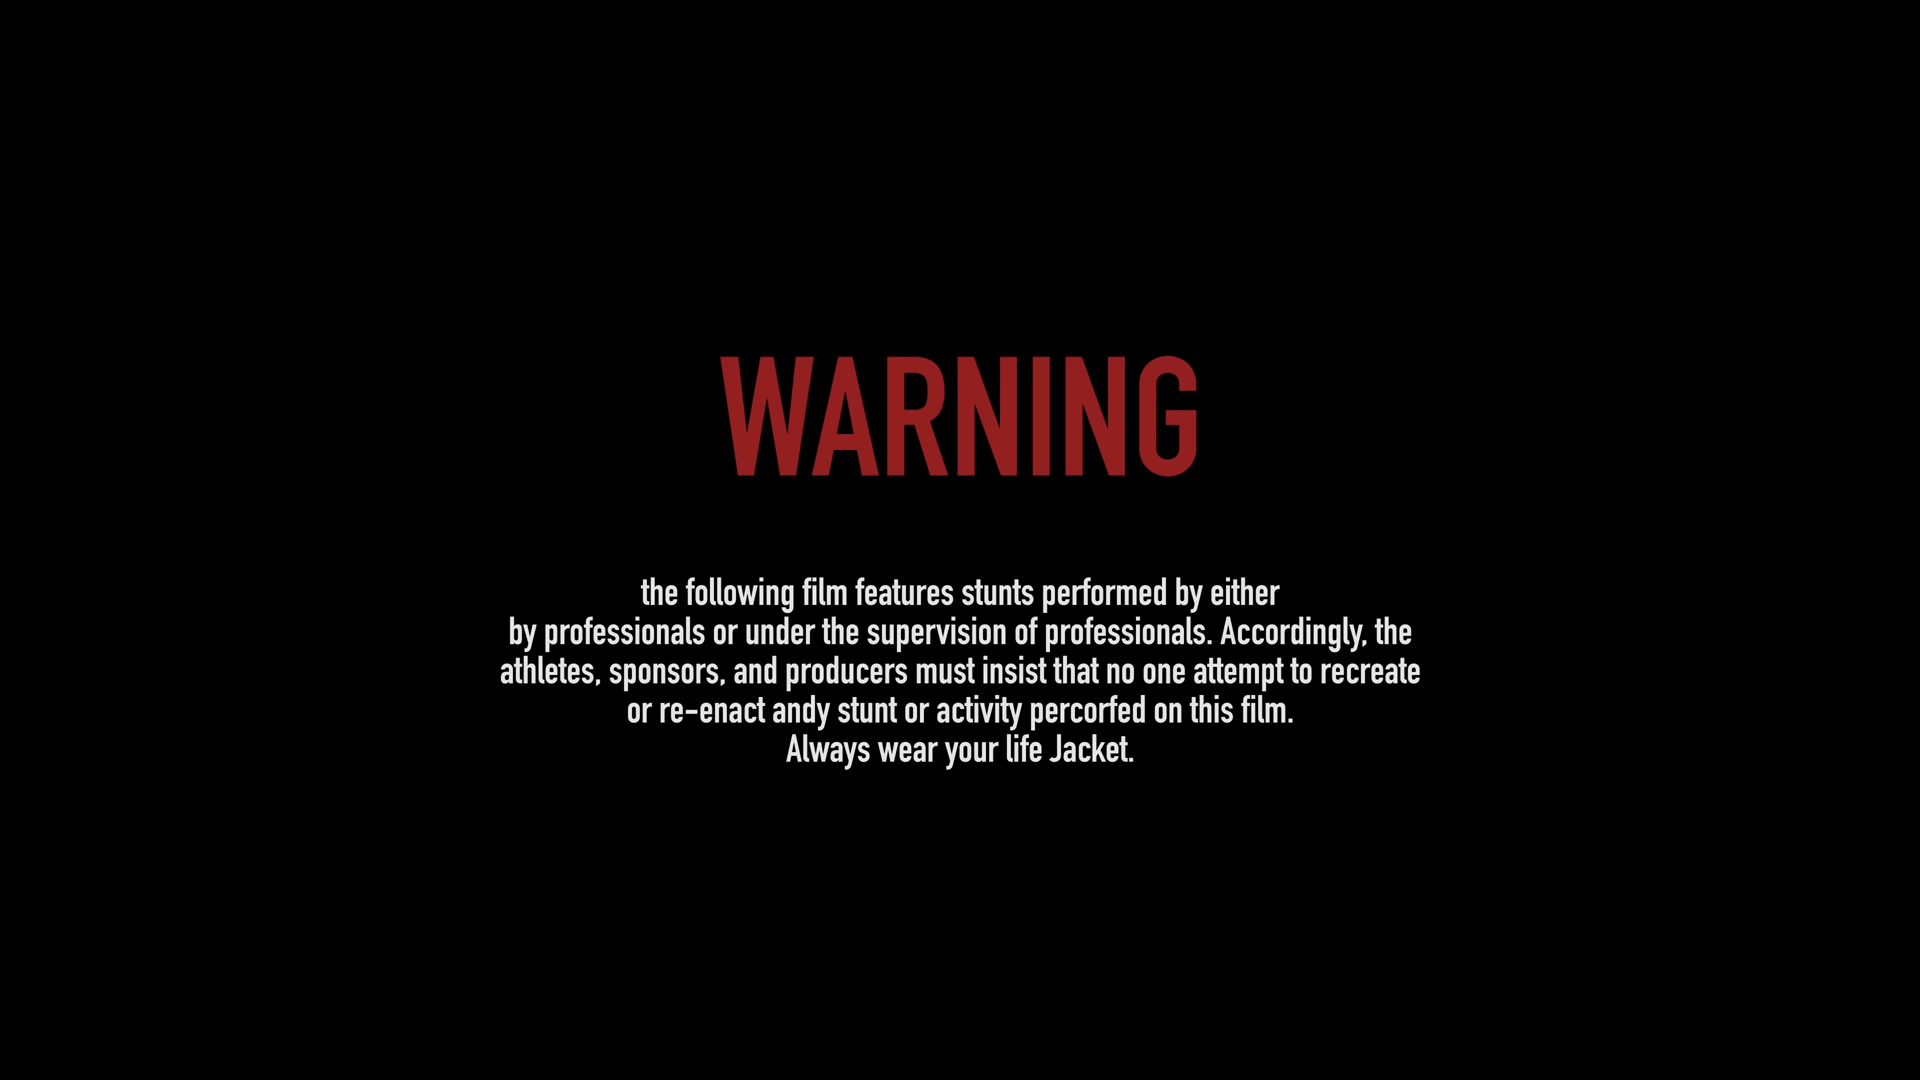 WARNING
the following film features stunts performed by either
by professionals or under the supervision of professionals. Accordingly, the
athletes, sponsors, and producers must insist that no one attempt to recreate
or re-enact andy stunt or activity percorfed on this film.
Always wear your life Jacket.